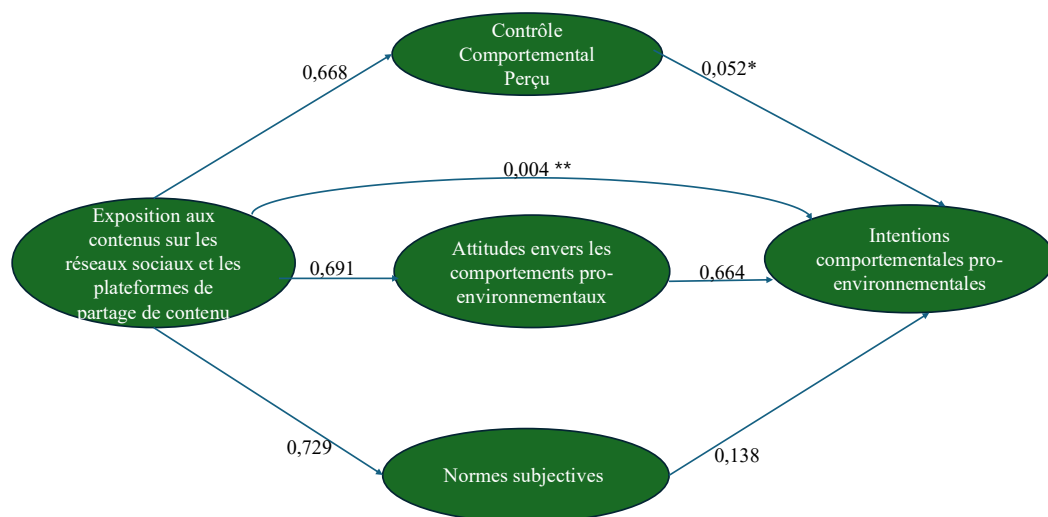 Contrôle
Comportemental
Perçu
0,668
0,052*
0,004 **
Exposition aux
contenus sur les
réseaux sociaux et les
plateformes de
partage de contenu
0,691
Attitudes envers les
comportements pro-
environnementaux
0,664
Intentions
comportementales pro-
environnementales
0,729
Normes subjectives
0,138